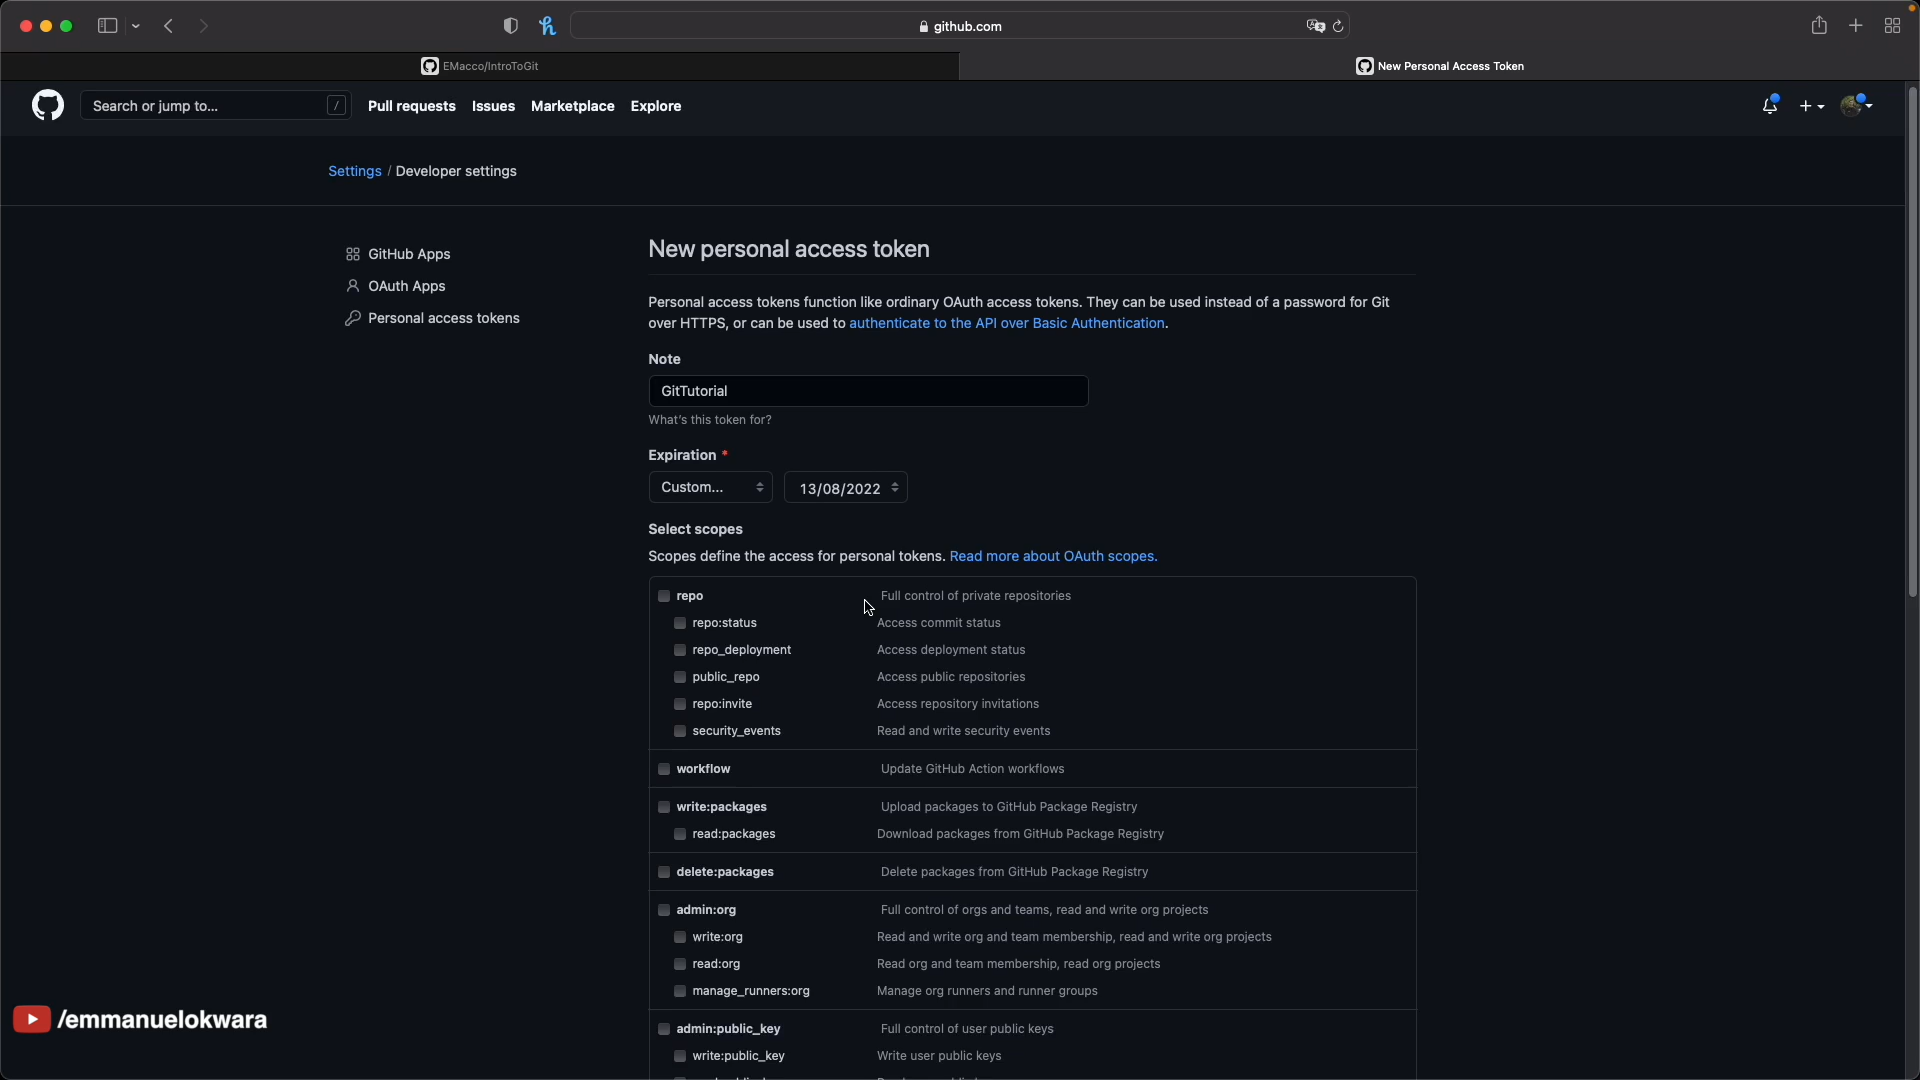 github.com
EMacco/IntroToGit
New Personal Access Token
Search or jump to... /
Pull requests Issues Marketplace Explore
Settings / Developer settings
GitHub Apps
OAuth Apps
Personal access tokens
New personal access token
Personal access tokens function like ordinary OAuth access tokens. They can be used instead of a password for Git
over HTTPS, or can be used to authenticate to the API over Basic Authentication.
Note
GitTutorial
What's this token for?
Expiration *
Custom... 13/08/2022
Select scopes
Scopes define the access for personal tokens. Read more about OAuth scopes.
repo Full control of private repositories
repo:status Access commit status
repo_deployment Access deployment status
public_repo Access public repositories
repo:invite Access repository invitations
security_events Read and write security events
workflow Update GitHub Action workflows
write:packages Upload packages to GitHub Package Registry
read:packages Download packages from GitHub Package Registry
delete:packages Delete packages from GitHub Package Registry
admin:org Full control of orgs and teams, read and write org projects
write:org Read and write org and team membership, read and write org projects
read:org Read org and team membership, read org projects
manage_runners:org Manage org runners and runner groups
admin:public_key Full control of user public keys
write:public_key Write user public keys
/emmanuelokwara